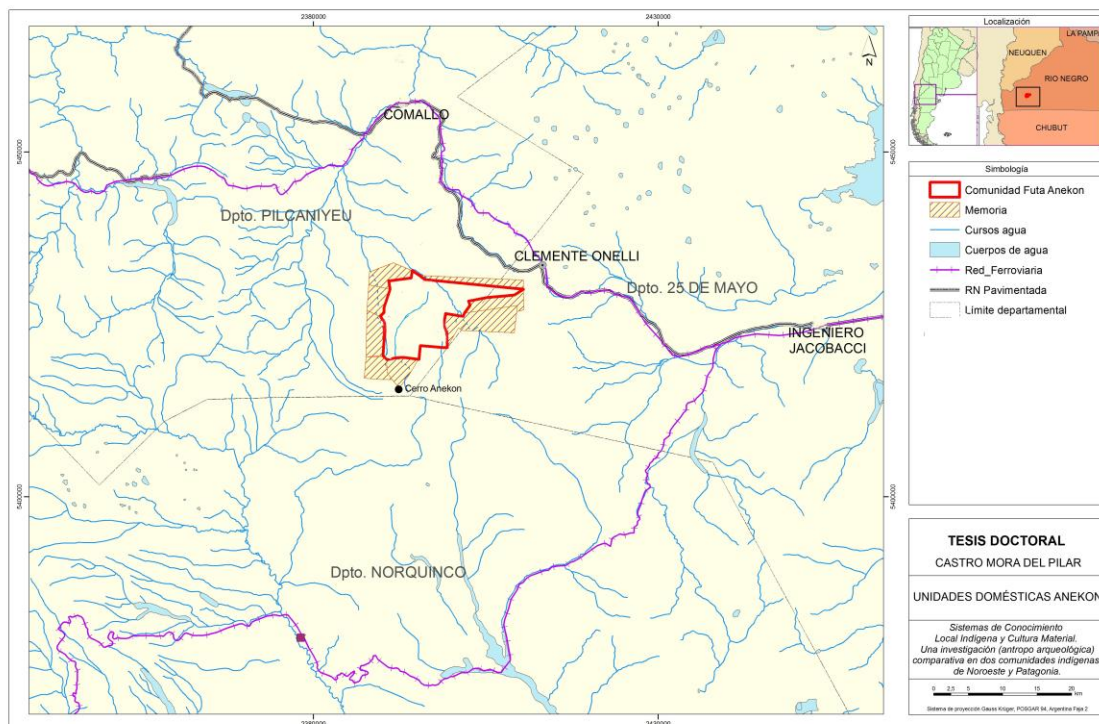 2380000
2430000
5450000
5450000
5400000
5400000
2380000
2430000
N
COMALLO
Dpto. PILCANIYEU
CLEMENTE ONELLI
Dpto. 25 DE MAYO
INGENIERO
JACOBACCI
Cerro Anekon
Dpto. NORQUINCO
Localización
LA PAMPA
NEUQUEN
RIO NEGRO
CHUBUT
Simbología
Comunidad Futa Anekon
Memoria
Cursos agua
Cuerpos de agua
Red_Ferroviaria
RN Pavimentada
Límite departamental
TESIS DOCTORAL
CASTRO MORA DEL PILAR
UNIDADES DOMÉSTICAS ANEKON
Sistemas de Conocimiento
Local Indígena y Cultura Material.
Una investigación (antropo arqueológica)
comparativa en dos comunidades indígenas
de Noroeste y Patagonia.
0 2,5 5 10 15 20
km
Sistema de proyección Gauss Kröger, POSGAR 94, Argentina Faja 2